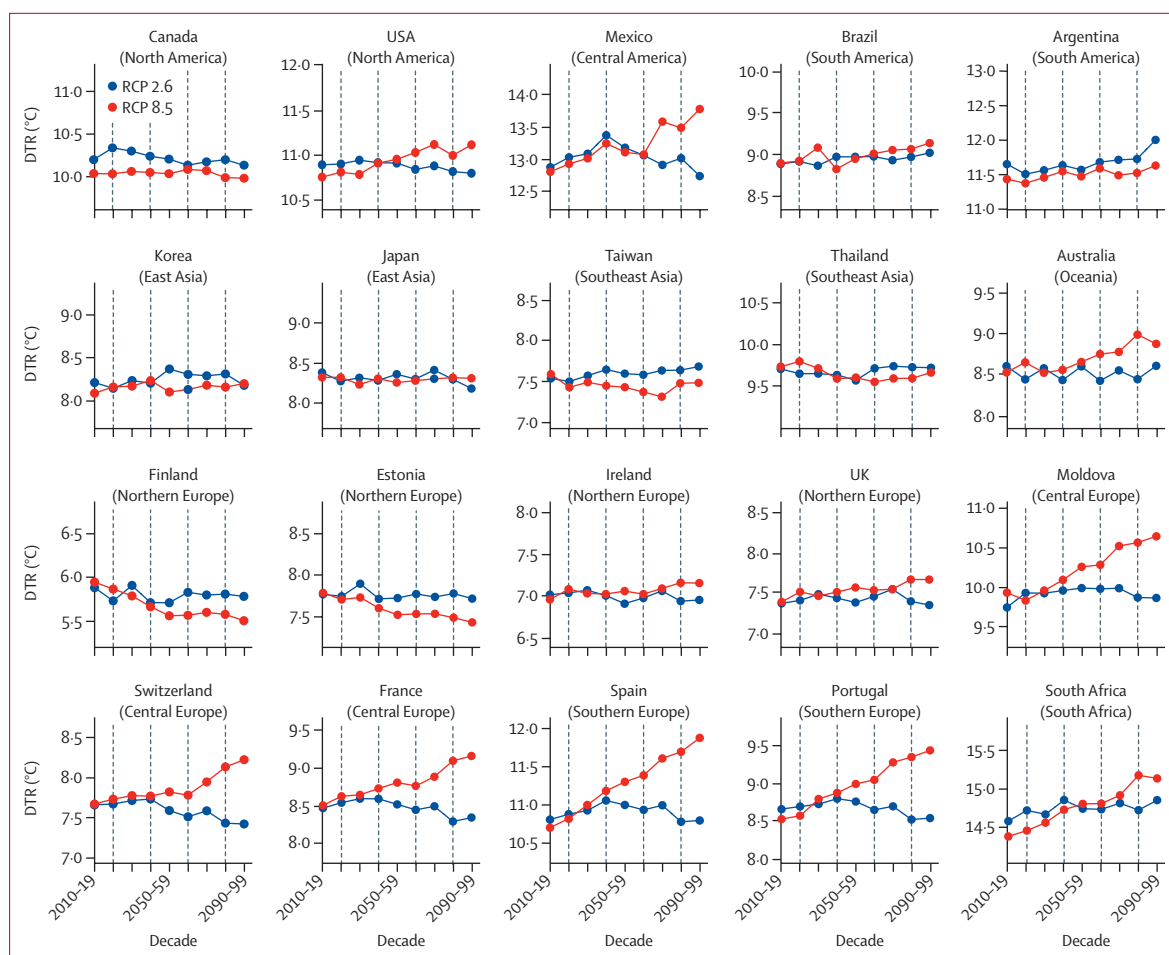 Canada
(North America)
USA
(North America)
Mexico
(Central America)
Brazil
(South America)
Argentina
(South America)
DTR (°C)
11·0
10·5
10·0
RCP 2.6
RCP 8.5
12·0
11·5
11·0
10·5
14·0
13·5
13·0
12·5
10·0
9·5
9·0
8·5
13·0
12·5
12·0
11·5
11·0
Korea
(East Asia)
Japan
(East Asia)
Taiwan
(Southeast Asia)
Thailand
(Southeast Asia)
Australia
(Oceania)
DTR (°C)
9·0
8·5
8·0
9·0
8·5
8·0
8·5
8·0
7·5
7·0
10·5
10·0
9·5
9·5
9·0
8·5
8·0
Finland
(Northern Europe)
Estonia
(Northern Europe)
Ireland
(Northern Europe)
UK
(Northern Europe)
Moldova
(Central Europe)
DTR (°C)
6·5
6·0
5·5
8·5
8·0
7·5
8·0
7·5
7·0
6·5
8·5
8·0
7·5
7·0
11·0
10·5
10·0
9·5
Switzerland
(Central Europe)
France
(Central Europe)
Spain
(Southern Europe)
Portugal
(Southern Europe)
South Africa
(South Africa)
DTR (°C)
8·5
8·0
7·5
7·0
9·5
9·0
8·5
8·0
12·0
11·5
11·0
10·5
9·5
9·0
8·5
8·0
15·5
15·0
14·5
2010–19
2050–59
2090–99
2010–19
2050–59
2090–99
2010–19
2050–59
2090–99
2010–19
2050–59
2090–99
2010–19
2050–59
2090–99
Decade
Decade
Decade
Decade
Decade